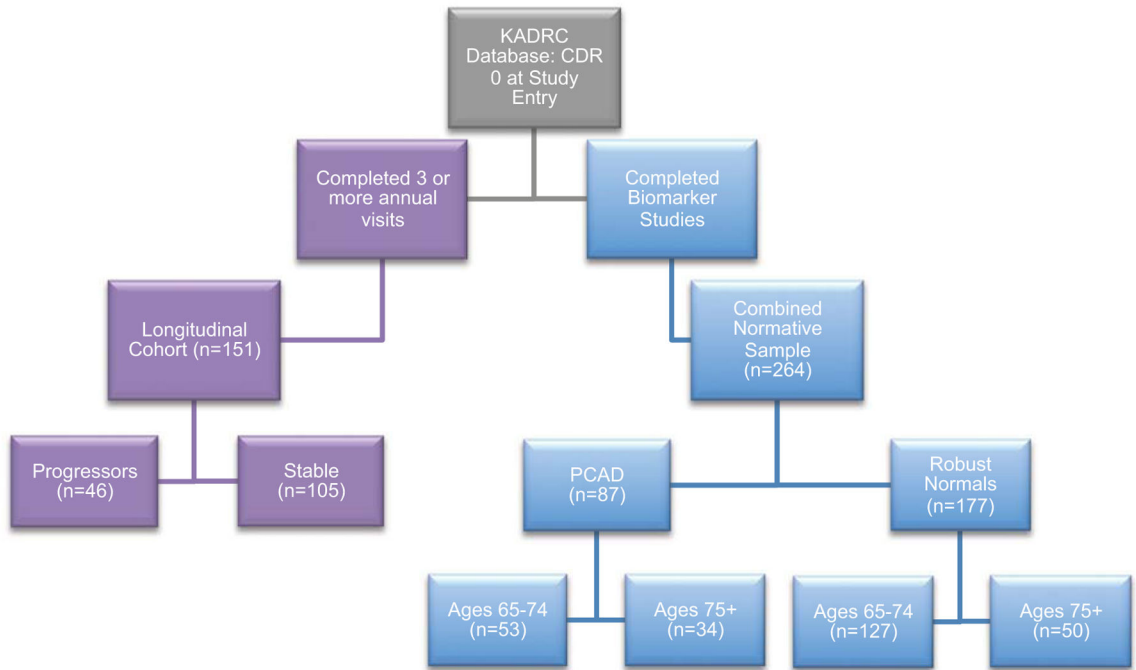 KADRC
Database: CDR
0 at Study
Entry
Completed 3 or
more annual
visits
Completed
Biomarker
Studies
Longitudinal
Cohort (n=151)
Combined
Normative
Sample
(n=264)
Progressors
(n=46)
Stable
(n=105)
PCAD
(n=87)
Robust
Normals
(n=177)
Ages 65-74
(n=53)
Ages 75+
(n=34)
Ages 65-74
(n=127)
Ages 75+
(n=50)